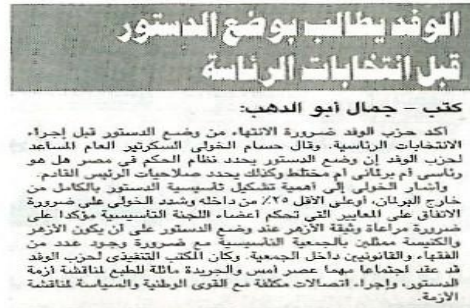 الوفد يطالب بوضع الدستور
قبل انتخابات الرئاسة
كتب - جمال أبو الدهب:
أكد حزب الوفد ضرورة الانتهاء من وضع الدستور قبل إجراء
الانتخابات الرئاسية. وقال حسام الخولى السكرتير العام المساعد
لحزب الوفد إن وضع الدستور يحدد نظام الحكم فى مصر هل هو
رئاسى أم برلمانى أم مختلط وكذلك يحدد صلاحيات الرئيس القادم.
وأشار الخولى إلى أهمية تشكيل تأسيسية الدستور بالكامل من
خارج البرلمان، أوعلى الأقل ٢٥٪ من داخله وشدد الخولى على ضرورة
الاتفاق على المعايير التى تحكم أعضاء اللجنة التأسيسية مؤكدا على
ضرورة مراعاة وثيقة الأزهر عند وضع الدستور على أن يكون الأزهر
والكنيسة ممثلين بالجمعية التأسيسية مع ضرورة وجود عدد من
الفقهاء والقانونيين داخل الجمعية. وكان المكتب التنفيذى لحزب الوفد
قد عقد اجتماعا مهما عصر أمس والجريدة ماثلة للطبع لمناقشة أزمة
الدستور، وإجراء اتصالات مكثفة مع القوى الوطنية والسياسة لمناقشة
الأزمة.